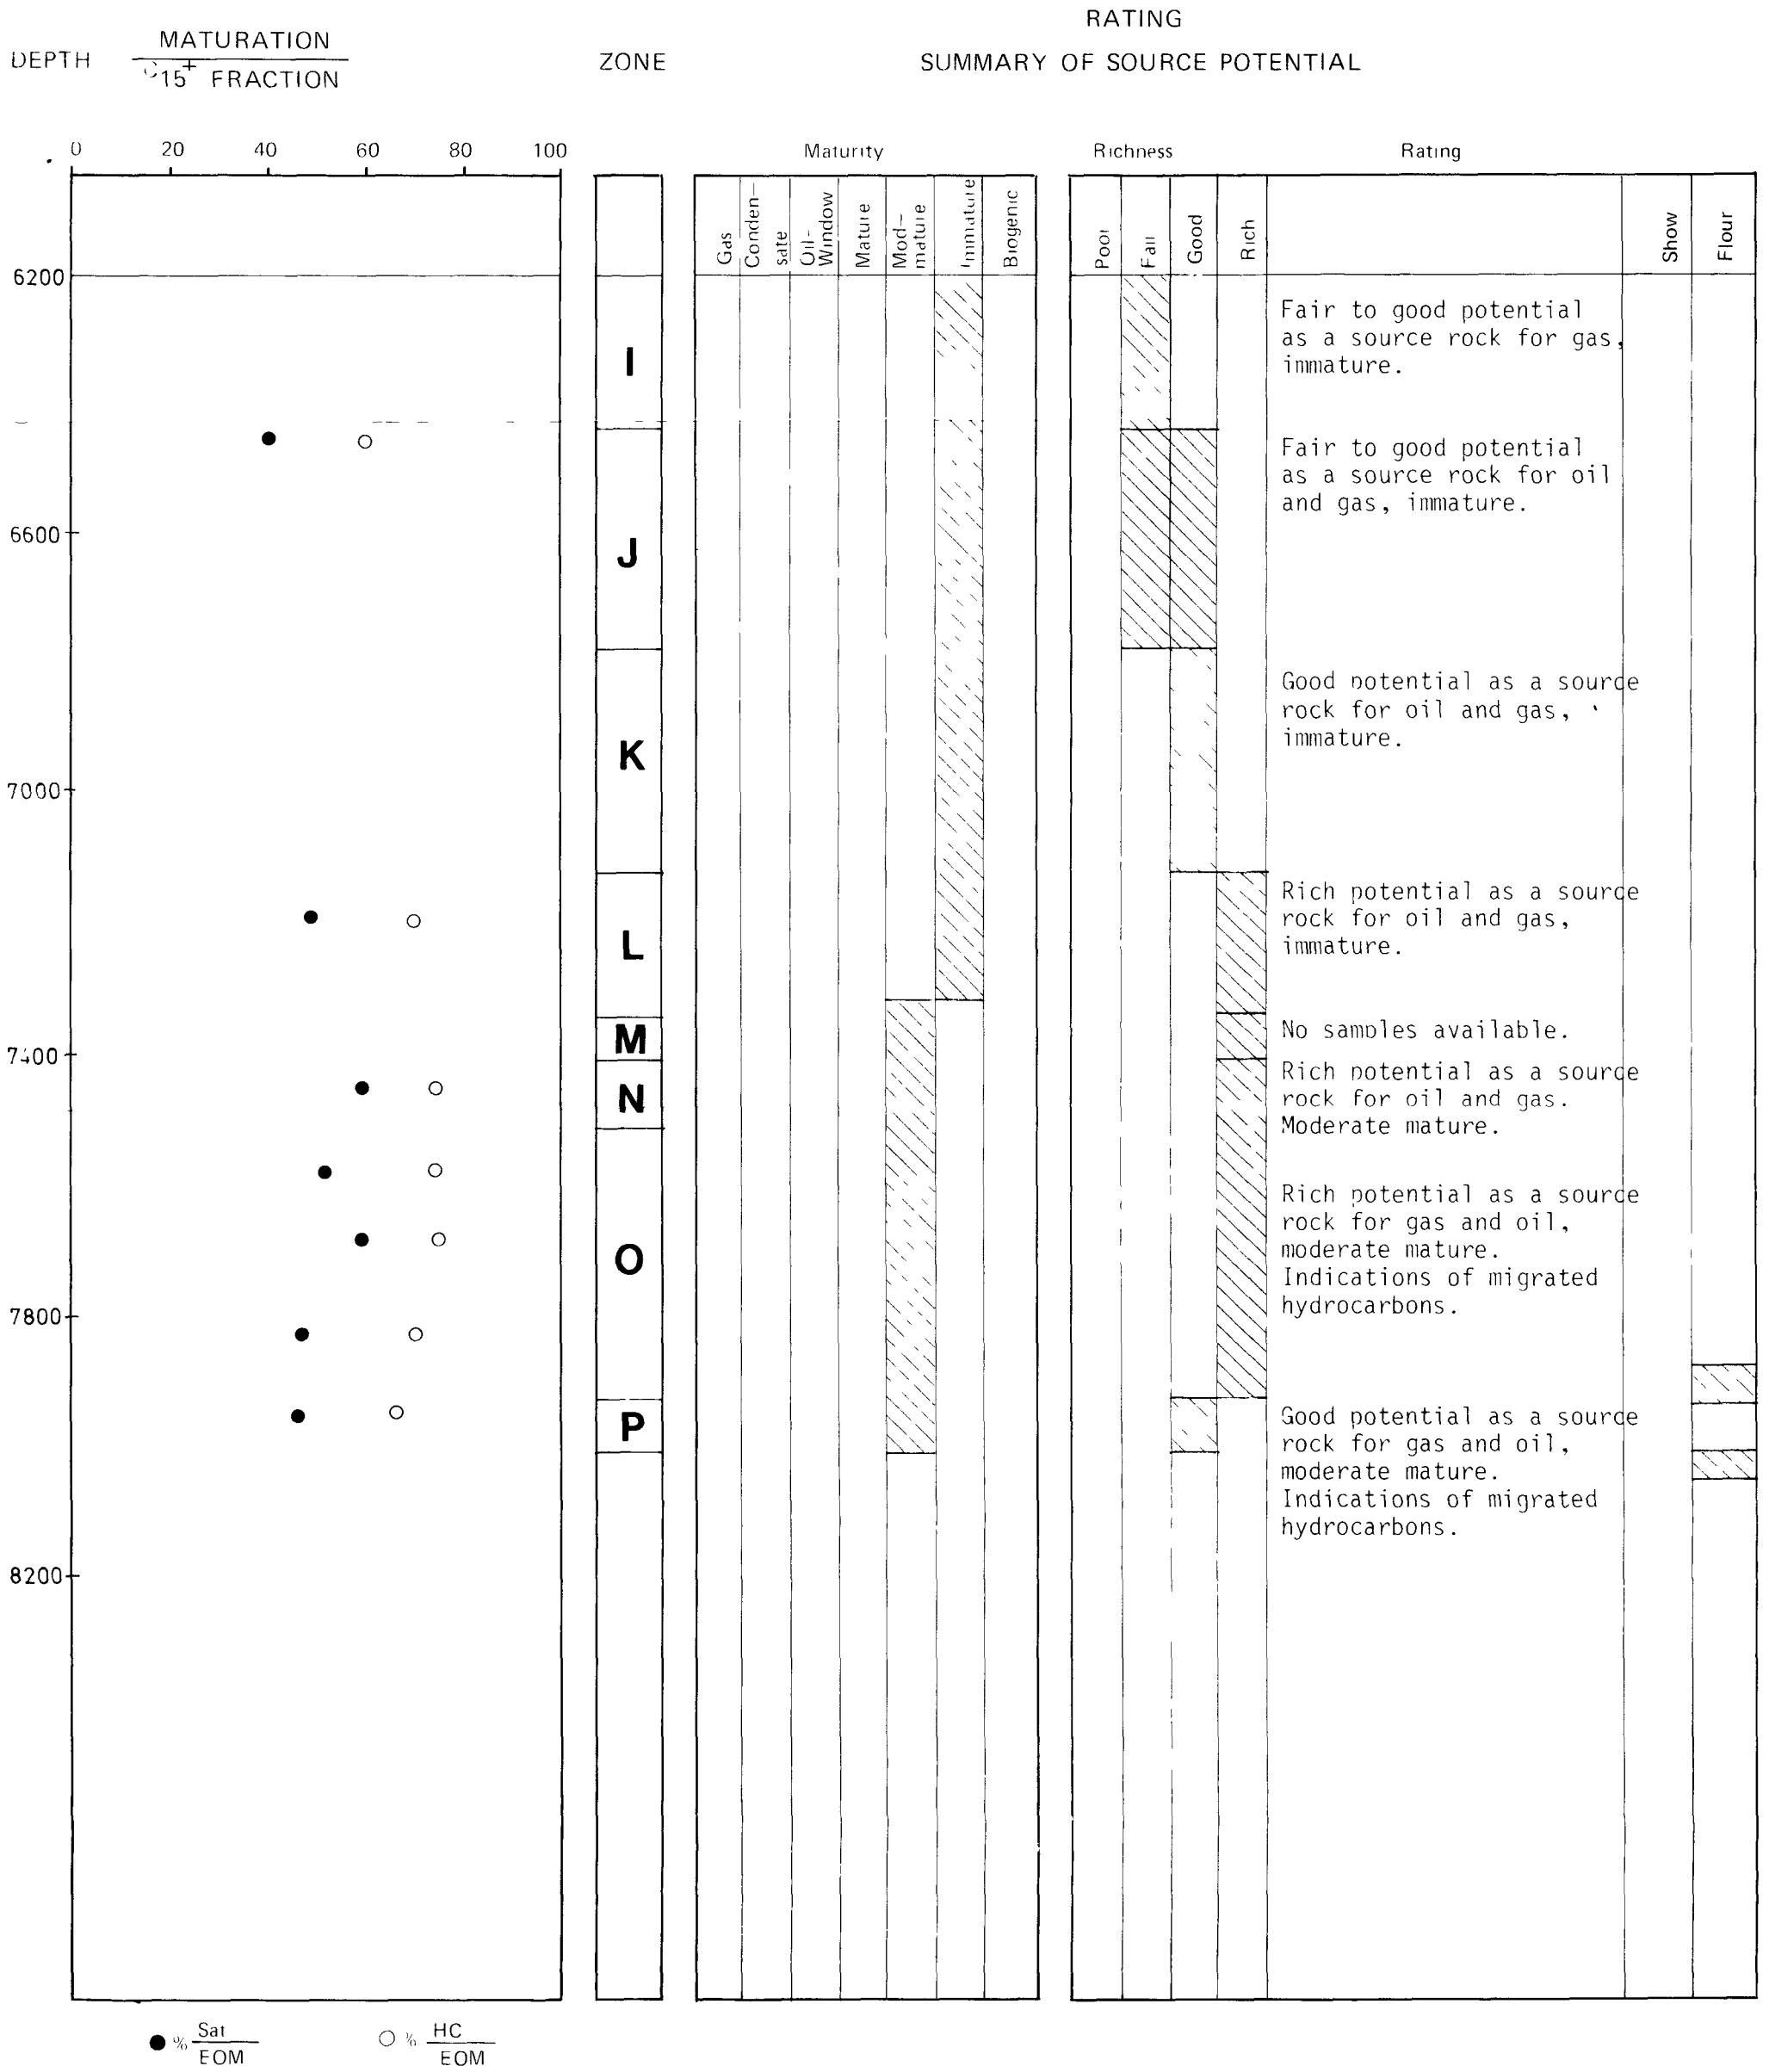 RATING
DEPTH MATURATION ZONE SUMMARY OF SOURCE POTENTIAL
C15+ FRACTION
0 20 40 60 80 100 Maturity Richness Rating
Gas
Conden-
sate
Oil-
Window
Mature
Mod-
mature
Immature
Biogenic
Poor
Fair
Good
Rich
Show
Flour
6200
I
Fair to good potential
as a source rock for gas,
immature.
J
Fair to good potential
as a source rock for oil
and gas, immature.
6600
K
Good potential as a source
rock for oil and gas,
immature.
7000
L
Rich potential as a source
rock for oil and gas,
immature.
M
No samples available.
7400
N
Rich potential as a source
rock for oil and gas.
Moderate mature.
O
Rich potential as a source
rock for gas and oil,
moderate mature.
Indications of migrated
hydrocarbons.
7800
P
Good potential as a source
rock for gas and oil,
moderate mature.
Indications of migrated
hydrocarbons.
8200
% Sat
EOM
% HC
EOM